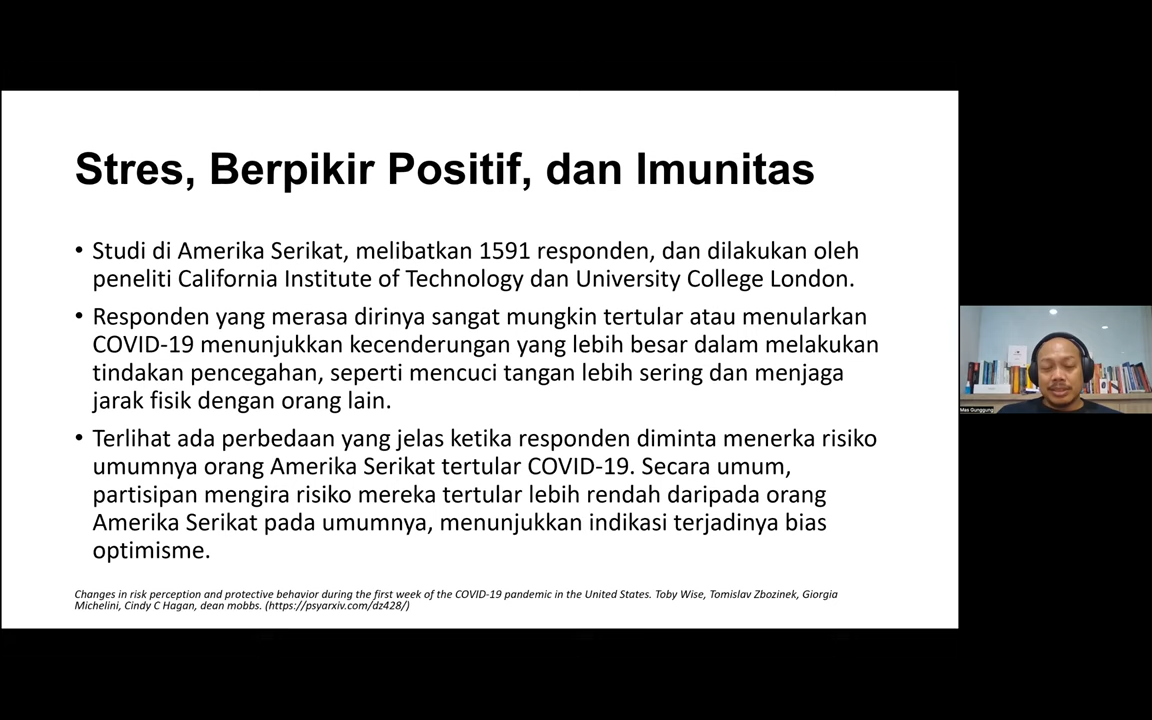 Stres, Berpikir Positif, dan Imunitas
• Studi di Amerika Serikat, melibatkan 1591 responden, dan dilakukan oleh
peneliti California Institute of Technology dan University College London.
• Responden yang merasa dirinya sangat mungkin tertular atau menularkan
COVID-19 menunjukkan kecenderungan yang lebih besar dalam melakukan
tindakan pencegahan, seperti mencuci tangan lebih sering dan menjaga
jarak fisik dengan orang lain.
• Terlihat ada perbedaan yang jelas ketika responden diminta menerka risiko
umumnya orang Amerika Serikat tertular COVID-19. Secara umum,
partisipan mengira risiko mereka tertular lebih rendah daripada orang
Amerika Serikat pada umumnya, menunjukkan indikasi terjadinya bias
optimisme.
Changes in risk perception and protective behavior during the first week of the COVID-19 pandemic in the United States. Toby Wise, Tomislav Zbozinek, Giorgia
Michelini, Cindy C Hagan, dean mobbs. (https://psyarxiv.com/dz428/)
Mas Gunggung